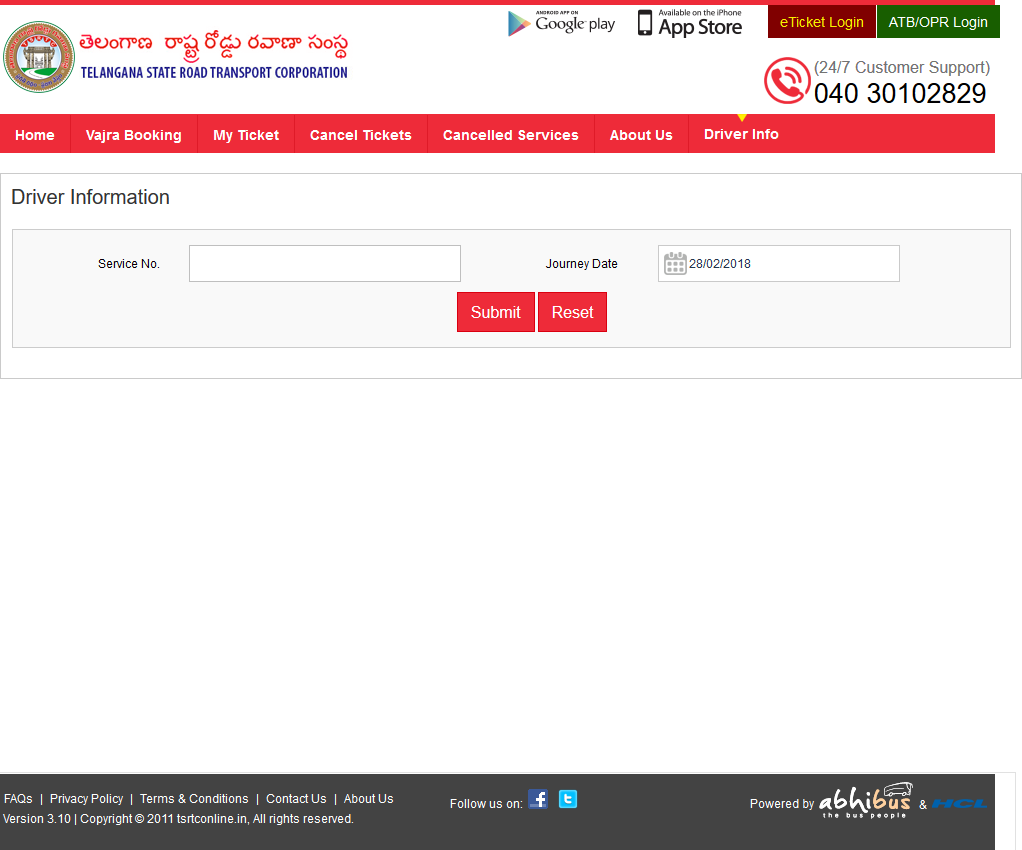 ANDROID APP ON
Google play
Available on the iPhone
App Store
eTicket Login
ATB/OPR Login
తెలంగాణ రాష్ట్ర రోడ్డు రవాణా సంస్థ
TELANGANA STATE ROAD TRANSPORT CORPORATION
(24/7 Customer Support)
040 30102829
Home
Vajra Booking
My Ticket
Cancel Tickets
Cancelled Services
About Us
Driver Info
Driver Information
Service No.
Journey Date
28/02/2018
Submit
Reset
FAQs | Privacy Policy | Terms & Conditions | Contact Us | About Us
Version 3.10 | Copyright © 2011 tsrtconline.in, All rights reserved.
Follow us on:
Powered by abhibus & HCL
the bus people